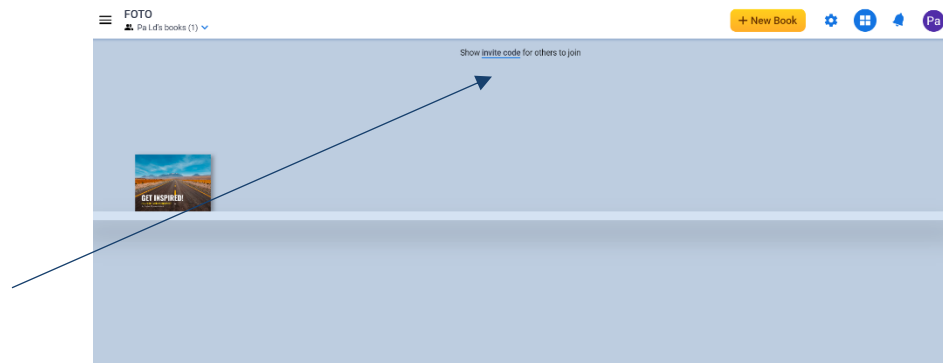 FOTO
Pa Ld's books (1)
+ New Book
Pa
Show invite code for others to join
GET INSPIRED!